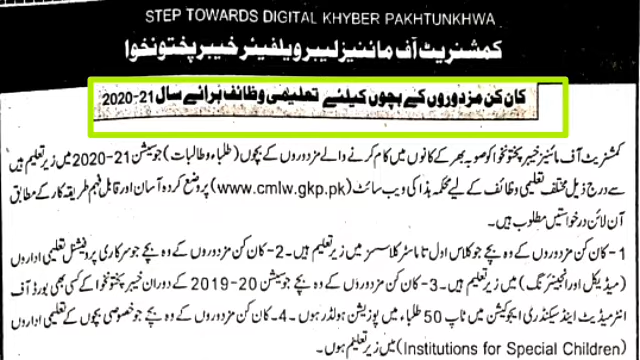 STEP TOWARDS DIGITAL KHYBER PAKHTUNKHWA
کمشنریٹ آف مائنیز لیبر ویلفیئر خیبر پختونخوا
کان کن مزدوروں کے بچوں کیلئے تعلیمی وظائف برائے سال 21-2020
کمشنریٹ آف مائنیز خیبر پختونخوا کو صوبہ بھر کے کانوں میں کام کرنے والے مزدوروں کے بچوں (طلباء و طالبات) جو سیشن 21-2020 میں زیر تعلیم ہیں
سے درج ذیل مختلف تعلیمی وظائف کے لیے محکمہ ہذا کی ویب سائٹ (www.cmlw.gkp.pk) پر وضع کردہ آسان اور قابل فہم طریقہ کار کے مطابق
آن لائن درخواستیں مطلوب ہیں۔
1- کان کن مزدوروں کے وہ بچے جو کلاس اول تا ماسٹر کلاسز میں زیر تعلیم ہیں۔ 2- کان کن مزدوروں کے وہ بچے جو سرکاری پروفیشنل تعلیمی اداروں
(میڈیکل اور انجینئرنگ) میں زیر تعلیم ہیں۔ 3- کان کن مزدوروں کے وہ بچے جو سیشن 20-2019 کے دوران خیبر پختونخوا کے کسی بھی بورڈ آف
انٹرمیڈیٹ اینڈ سیکنڈری ایجوکیشن میں ٹاپ 50 طلباء میں پوزیشن ہولڈر ہوں۔ 4۔ کان کن مزدوروں کے وہ بچے جو خصوصی بچوں کے تعلیمی اداروں
(Institutions for Special Children) میں زیر تعلیم ہوں۔